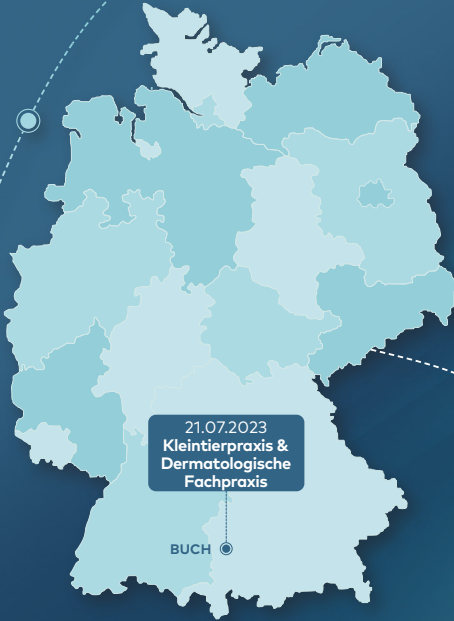 21.07.2023
Kleintierpraxis &
Dermatologische
Fachpraxis
BUCH